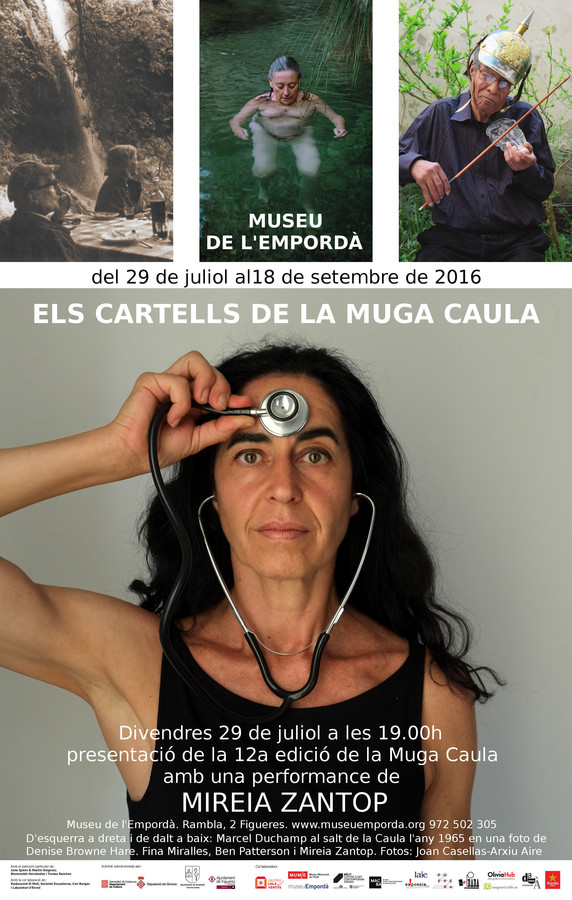 MUSEU
DE L'EMPORDÀ
del 29 de juliol al18 de setembre de 2016
ELS CARTELLS DE LA MUGA CAULA
Divendres 29 de juliol a les 19.00h
presentació de la 12a edició de la Muga Caula
amb una performance de
MIREIA ZANTOP
Museu de l'Empordà. Rambla, 2 Figueres. www.museuemporda.org 972 502 305
D'esquerra a dreta i de dalt a baix: Marcel Duchamp al salt de la Caula l'any 1965 en una foto de
Denise Browne Hare. Fina Miralles, Ben Patterson i Mireia Zantop. Fotos: Joan Casellas-Arxiu Aire